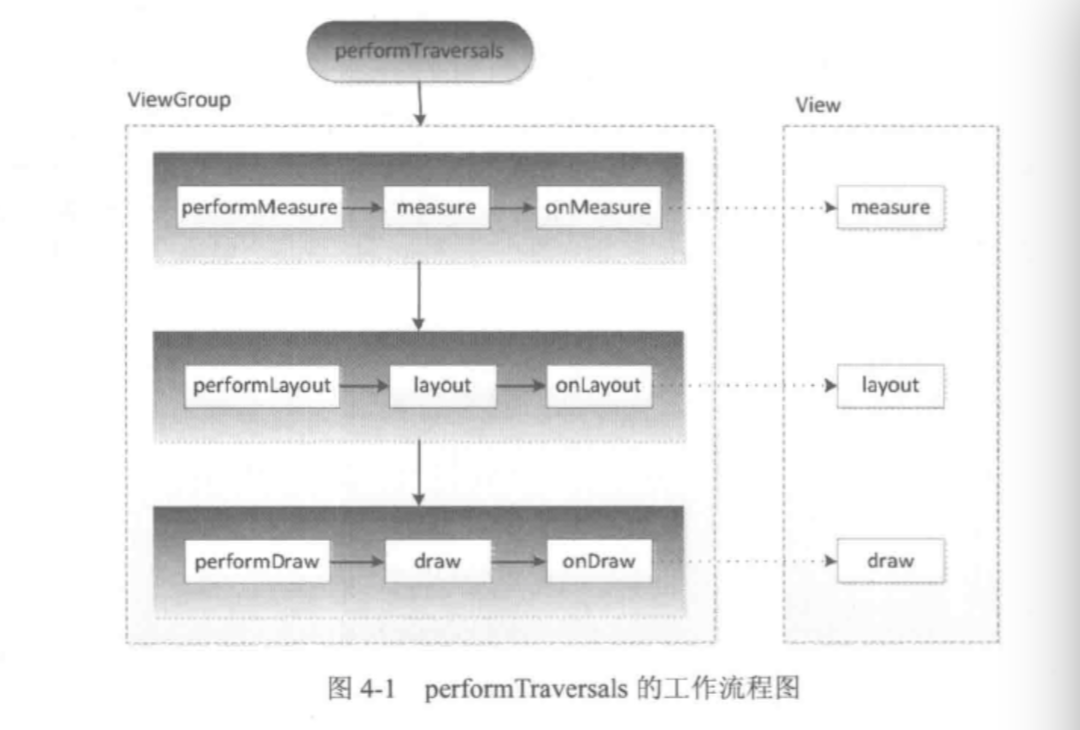 performTraversals
ViewGroup
View
performMeasure
measure
onMeasure
measure
performLayout
layout
onLayout
layout
performDraw
draw
onDraw
draw
图 4-1 performTraversals 的工作流程图